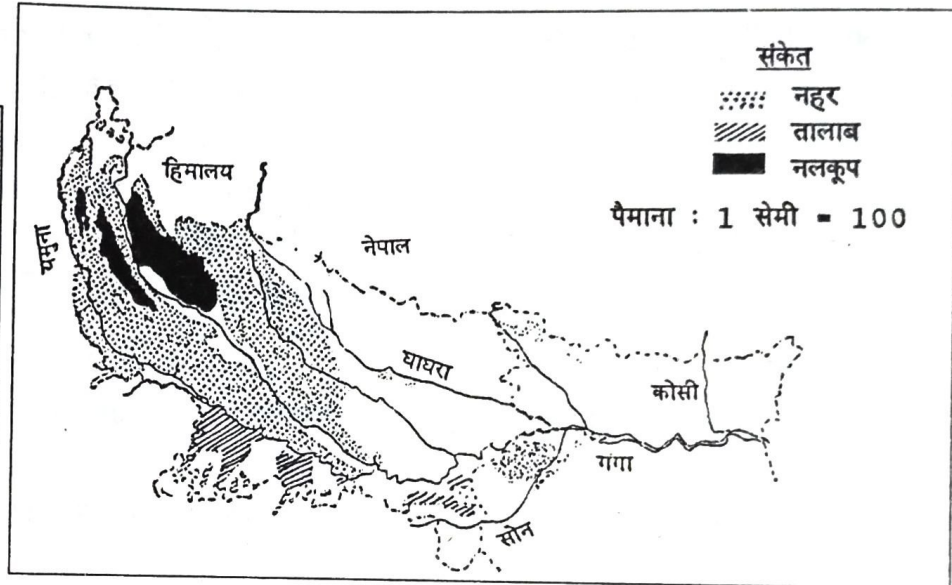 संकेत
नहर
तालाब
नलकूप
पैमाना : 1 सेमी = 100
हिमालय
यमुना
नेपाल
घाघरा
कोसी
गंगा
सोन